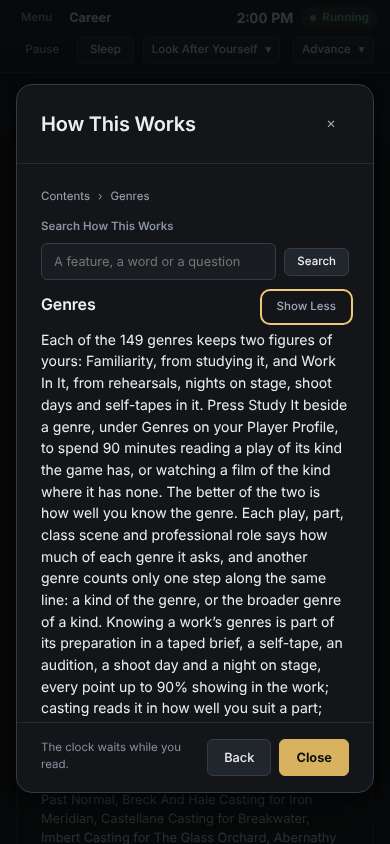 Menu Career 2:00 PM Running
Pause Sleep Look After Yourself ▾ Advance ▾
How This Works ×
Contents › Genres
Search How This Works
A feature, a word or a question Search
Genres Show Less
Each of the 149 genres keeps two figures of
yours: Familiarity, from studying it, and Work
In It, from rehearsals, nights on stage, shoot
days and self-tapes in it. Press Study It beside
a genre, under Genres on your Player Profile,
to spend 90 minutes reading a play of its kind
the game has, or watching a film of the kind
where it has none. The better of the two is
how well you know the genre. Each play, part,
class scene and professional role says how
much of each genre it asks, and another
genre counts only one step along the same
line: a kind of the genre, or the broader genre
of a kind. Knowing a work’s genres is part of
its preparation in a taped brief, a self-tape, an
audition, a shoot day and a night on stage,
every point up to 90% showing in the work;
casting reads it in how well you suit a part;
The clock waits while you
read.
Back Close
Past Normal, Breck And Hale Casting for Iron
Meridian, Castellane Casting for Breakwater,
Imbert Casting for The Glass Orchard, Abernathy